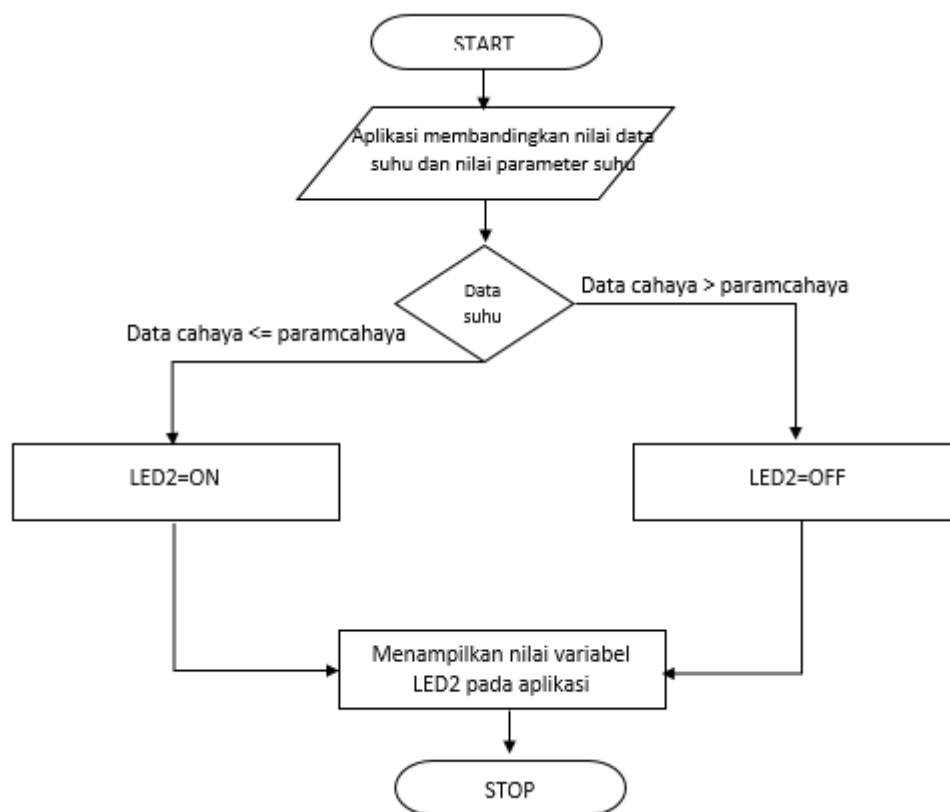 START
Aplikasi membandingkan nilai data
suhu dan nilai parameter suhu
Data
suhu
Data cahaya > paramcahaya
Data cahaya <= paramcahaya
LED2=ON
LED2=OFF
Menampilkan nilai variabel
LED2 pada aplikasi
STOP